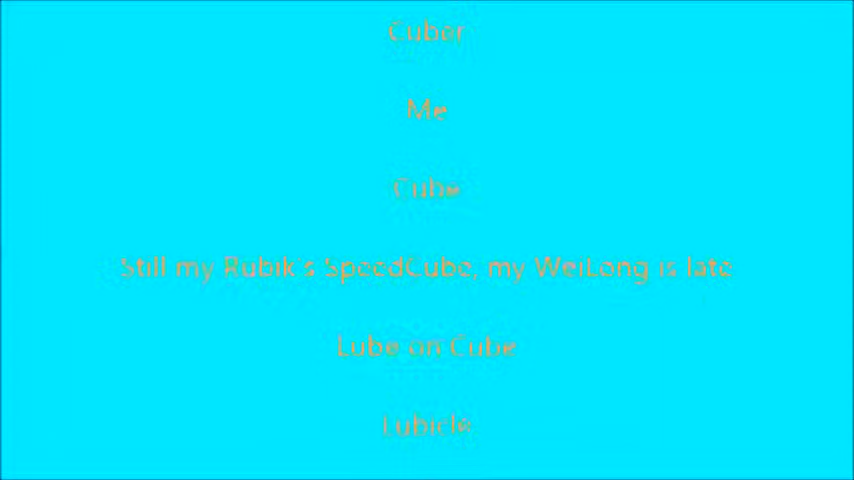 Cuber
Me
Cube
Still my Rubik's SpeedCube, my WeiLong is late
Lube on Cube
Lubicle